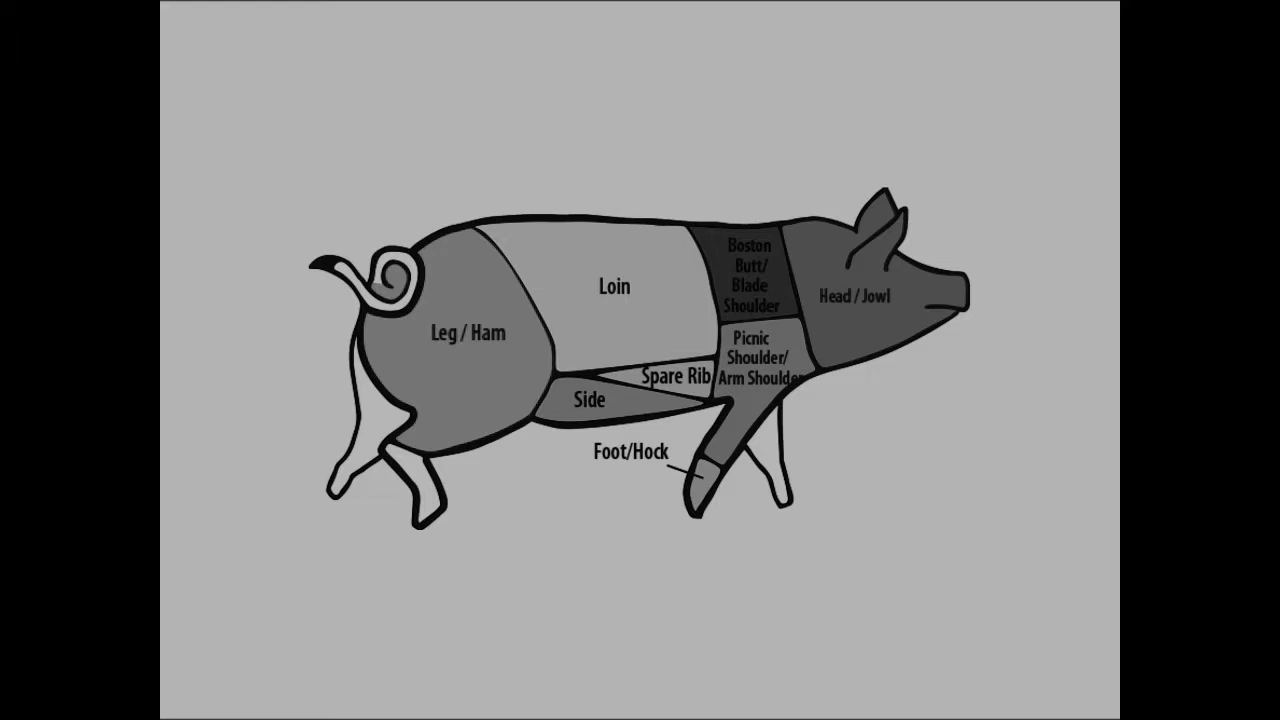 Boston
Butt/
Blade
Shoulder
Loin
Head / Jowl
Leg / Ham
Picnic
Shoulder/
Arm Shoulder
Spare Rib
Side
Foot/Hock